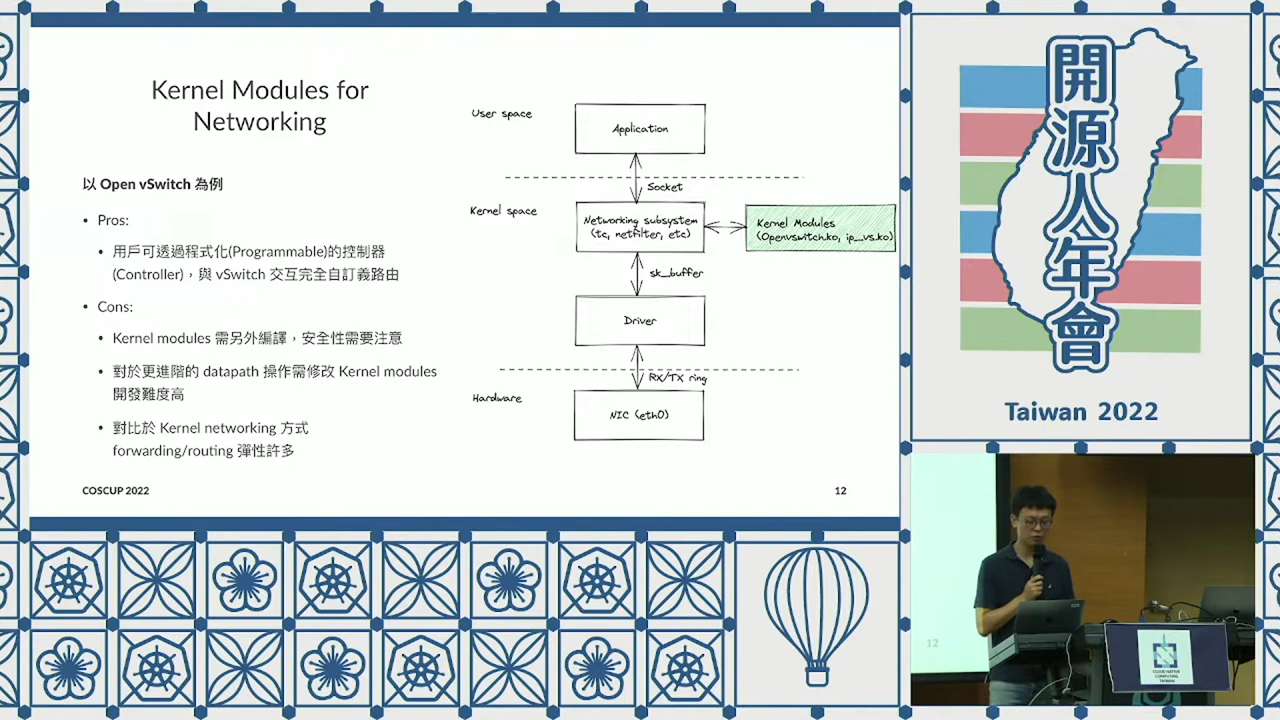 Kernel Modules for
Networking
以 Open vSwitch 為例
Pros:
用戶可透過程式化(Programmable)的控制器
(Controller)，與 vSwitch 交互完全自訂義路由
Cons:
Kernel modules 需另外編譯，安全性需要注意
對於更進階的 datapath 操作需修改 Kernel modules
開發難度高
對比於 Kernel networking 方式
forwarding/routing 彈性許多
COSCUP 2022
12
User space
Application
Socket
Kernel space
Networking subsystem
(tc, netfilter, etc)
Kernel Modules
(Openvswitch.ko, ip_vs.ko)
sk_buffer
Driver
RX/TX ring
Hardware
NIC (eth0)
開源人年會
Taiwan 2022
12
CLOUD NATIVE
COMPUTING
TAIWAN